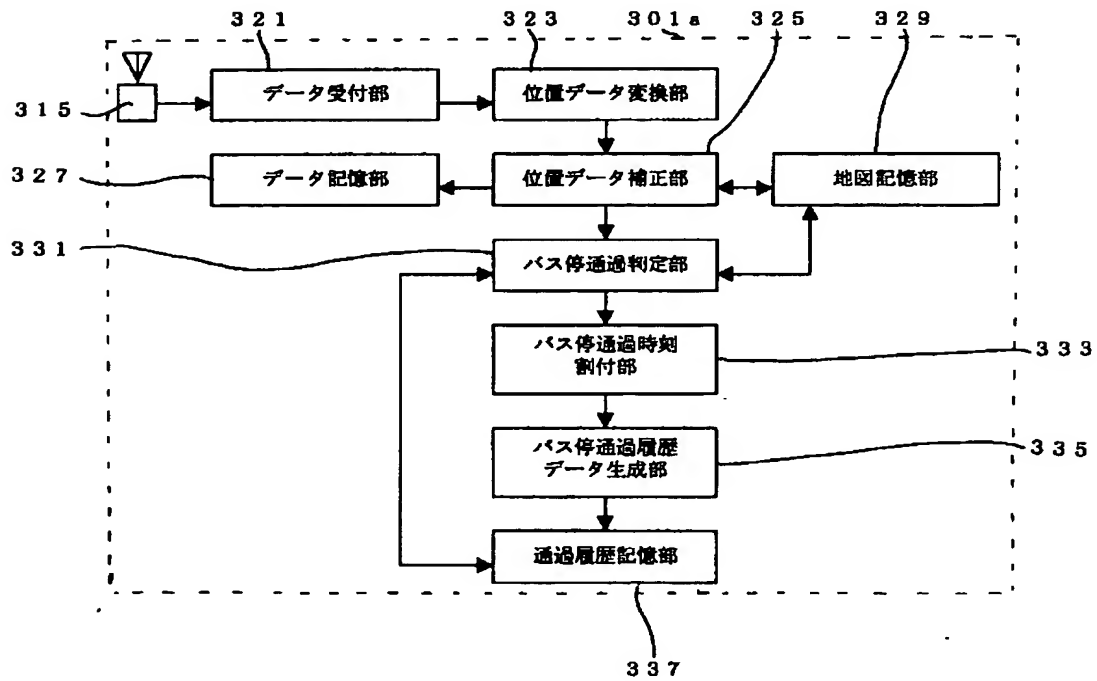 ３２１
３２３
３０１a
３２５
３２９
３１５
データ受付部
位置データ変換部
３２７
データ記憶部
位置データ補正部
地図記憶部
３３１
バス停通過判定部
バス停通過時刻
割付部
３３３
バス停通過履歴
データ生成部
３３５
通過履歴記憶部
３３７